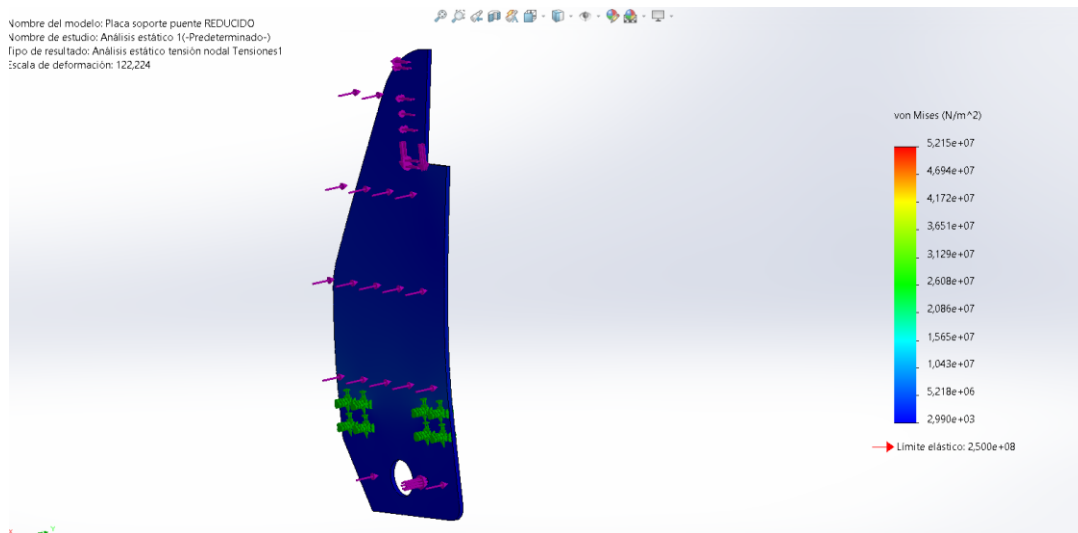 Nombre del modelo: Placa soporte puente REDUCIDO
Nombre de estudio: Análisis estático 1(-Predeterminado-)
Tipo de resultado: Análisis estático tensión nodal Tensiones1
Escala de deformación: 122,224
von Mises (N/m^2)
5,215e+07
4,694e+07
4,172e+07
3,651e+07
3,129e+07
2,608e+07
2,086e+07
1,565e+07
1,043e+07
5,218e+06
2,990e+03
Límite elástico: 2,500e+08
Y